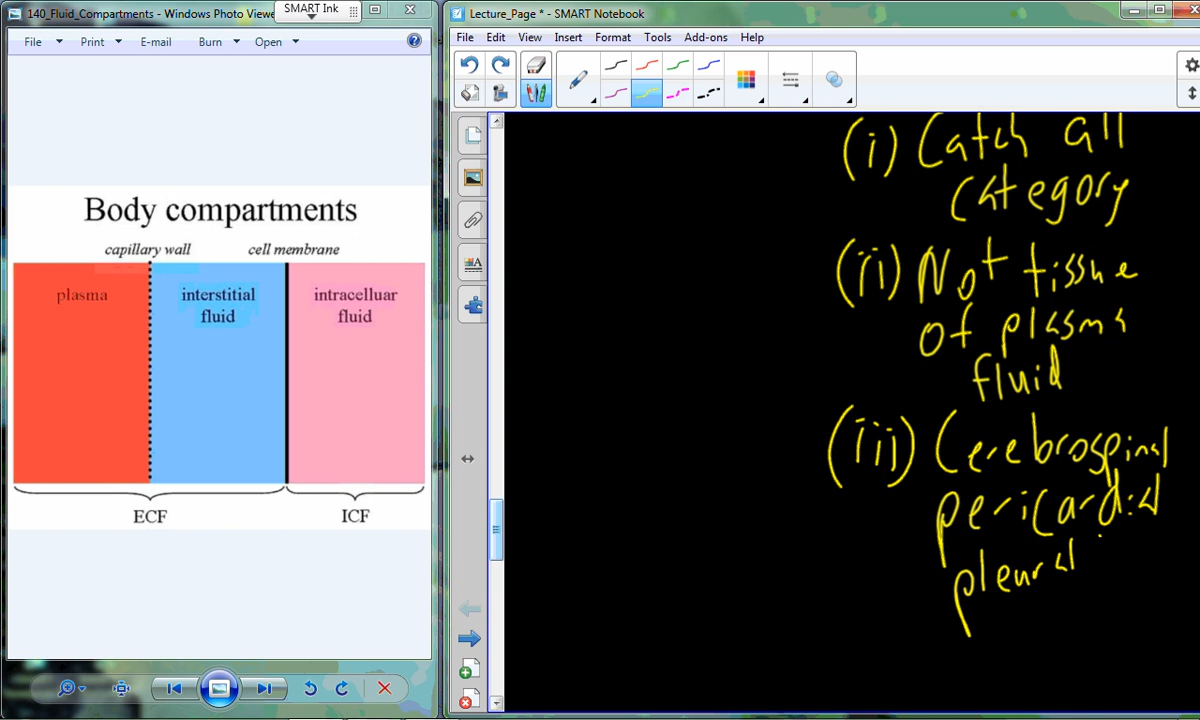 140_Fluid_Compartments - Windows Photo Viewe
SMART Ink
File Print E-mail Burn Open
Body compartments
capillary wall cell membrane
plasma interstitial fluid intracelluar fluid
ECF ICF
Lecture_Page * - SMART Notebook
File Edit View Insert Format Tools Add-ons Help
(i) Catch all
category
(ii) Not tissue
of plasma
fluid
(iii) Cerebrospinal
pericardial
pleural